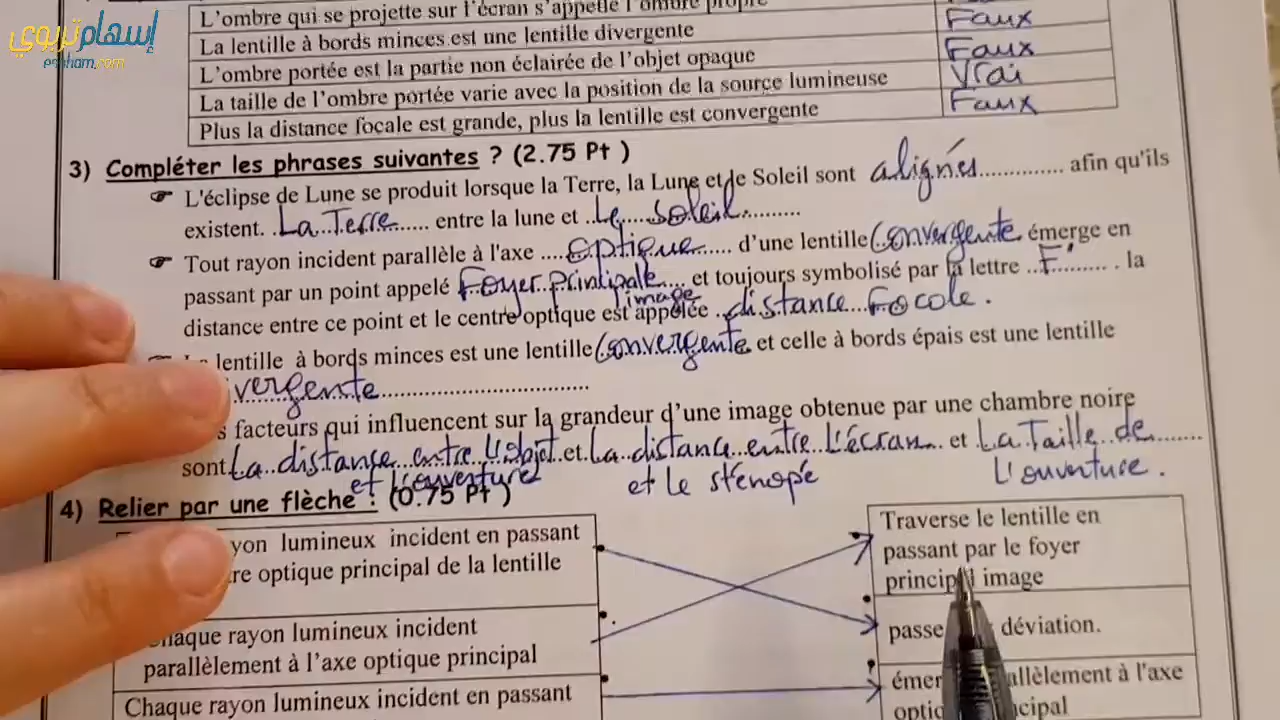 إسهام تربوي
essham.com
L'ombre qui se projette sur l'écran s'appelle l'ombre propre
Faux
La lentille à bords minces est une lentille divergente
Faux
L'ombre portée est la partie non éclairée de l'objet opaque
Vrai
La taille de l'ombre portée varie avec la position de la source lumineuse
Faux
Plus la distance focale est grande, plus la lentille est convergente
3) Compléter les phrases suivantes ? (2.75 Pt )
L'éclipse de Lune se produit lorsque la Terre, la Lune et le Soleil sont alignés.............. afin qu'ils
existent. .La Terre...... entre la lune et ..Le....Soleil..........
Tout rayon incident parallèle à l'axe ....optique..... d'une lentille Convergente émerge en
passant par un point appelé Foyer principale.... et toujours symbolisé par la lettre ..F'........ . la
image
distance entre ce point et le centre optique est appelée ..distance...Focale.
lentille à bords minces est une lentille Convergente et celle à bords épais est une lentille
vergente..............................
s facteurs qui influencent sur la grandeur d'une image obtenue par une chambre noire
sont La distance entre L'objet et La distance entre L'écran et La Taille de.......
et L'ouverture et le sténopé L'ouverture.
4) Relier par une flèche : (0.75 Pt )
yon lumineux incident en passant
re optique principal de la lentille
Chaque rayon lumineux incident
parallèlement à l'axe optique principal
Chaque rayon lumineux incident en passant
Traverse le lentille en
passant par le foyer
principal image
passe déviation.
émer allèlement à l'axe
optiq cipal